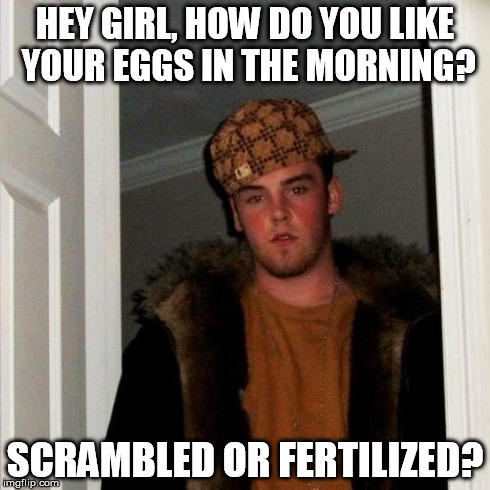 HEY GIRL, HOW DO YOU LIKE
YOUR EGGS IN THE MORNING?
SCRAMBLED OR FERTILIZED?
imgflip.com